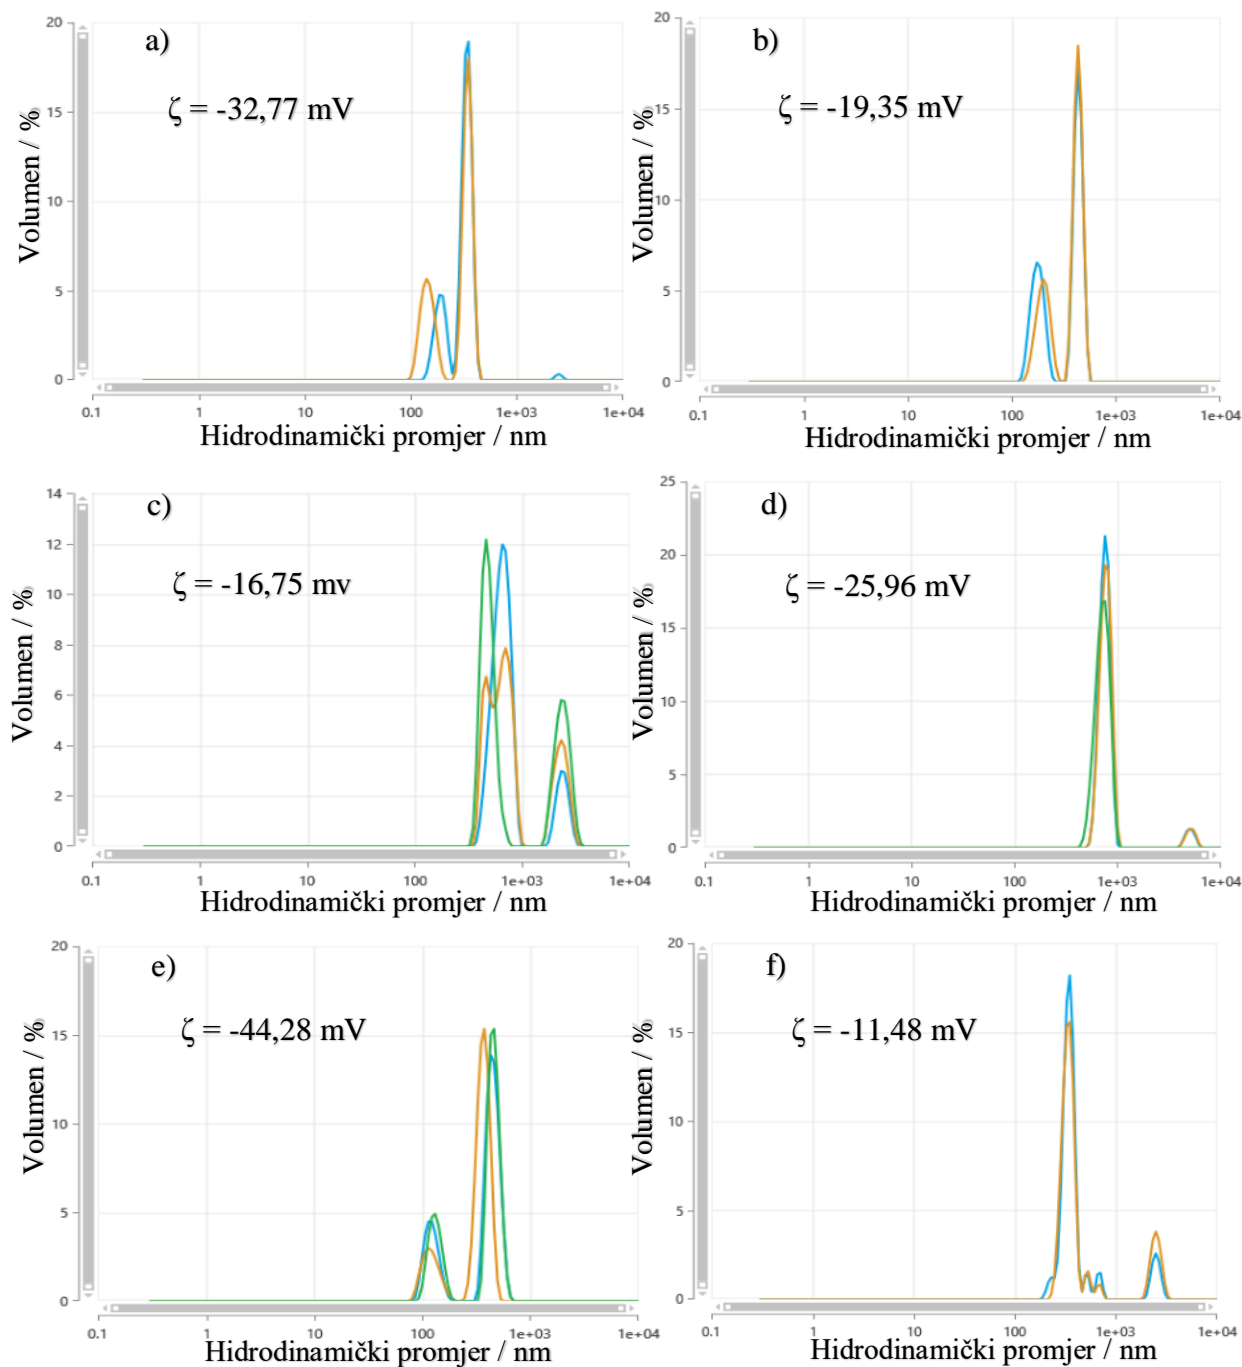 a)
ζ = -32,77 mV
Volumen / %
20
15
10
5
0
0.1
1
10
100
1e+03
1e+04
Hidrodinamički promjer / nm
b)
ζ = -19,35 mV
Volumen / %
20
15
10
5
0
0.1
1
10
100
1e+03
1e+04
Hidrodinamički promjer / nm
c)
ζ = -16,75 mv
Volumen / %
14
12
10
8
6
4
2
0
0.1
1
10
100
1e+03
1e+04
Hidrodinamički promjer / nm
d)
ζ = -25,96 mV
Volumen / %
25
20
15
10
5
0
0.1
1
10
100
1e+03
1e+04
Hidrodinamički promjer / nm
e)
ζ = -44,28 mV
Volumen / %
20
15
10
5
0
0.1
1
10
100
1e+03
1e+04
Hidrodinamički promjer / nm
f)
ζ = -11,48 mV
Volumen / %
20
15
10
5
0
0.1
1
10
100
1e+03
1e+04
Hidrodinamički promjer / nm